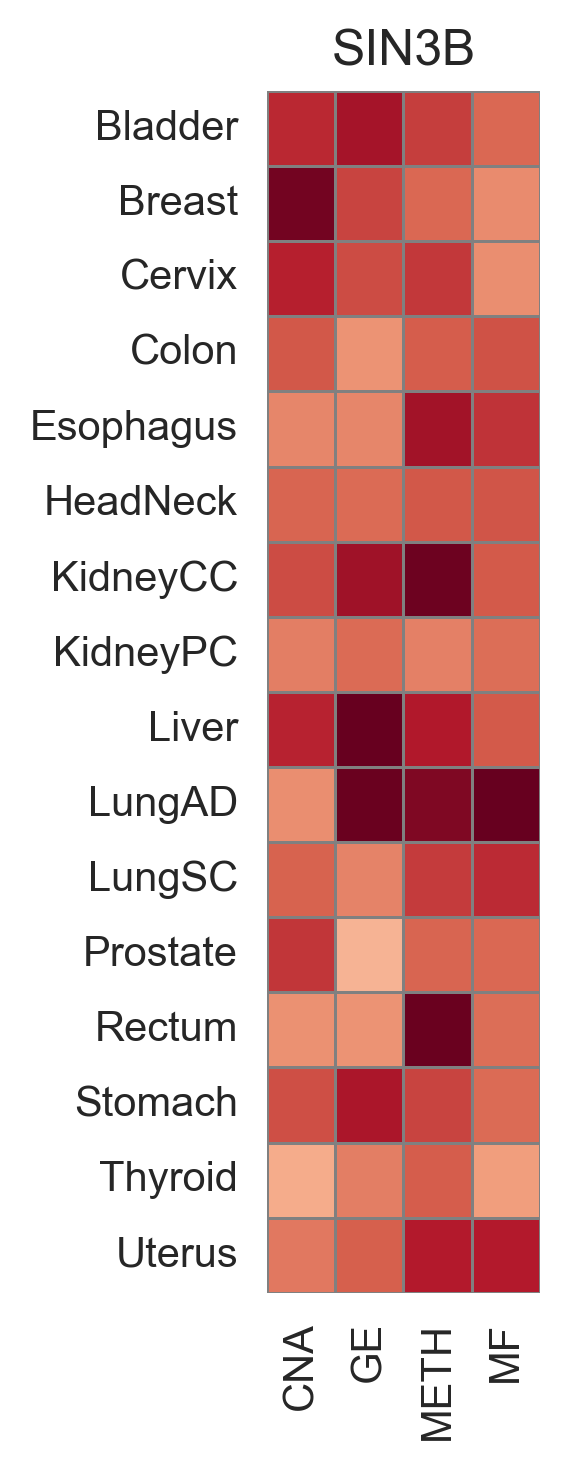 SIN3B
Bladder
Breast
Cervix
Colon
Esophagus
HeadNeck
KidneyCC
KidneyPC
Liver
LungAD
LungSC
Prostate
Rectum
Stomach
Thyroid
Uterus
CNA
GE
METH
MF